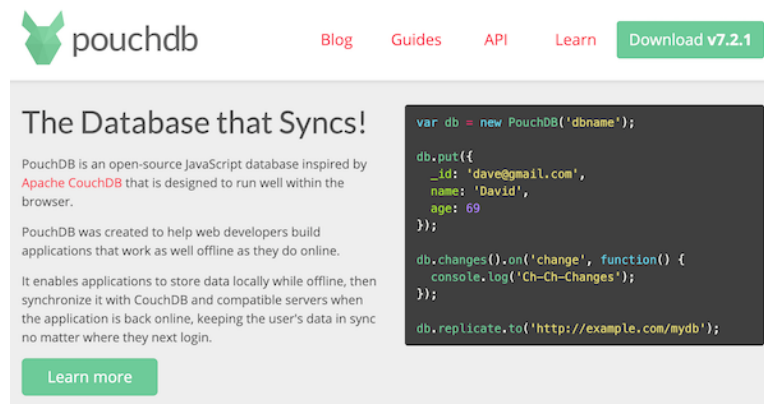 pouchdb
Blog Guides API Learn Download v7.2.1
The Database that Syncs!
PouchDB is an open-source JavaScript database inspired by
Apache CouchDB that is designed to run well within the
browser.
PouchDB was created to help web developers build
applications that work as well offline as they do online.
It enables applications to store data locally while offline, then
synchronize it with CouchDB and compatible servers when
the application is back online, keeping the user's data in sync
no matter where they next login.
Learn more
var db = new PouchDB('dbname');
db.put({
  _id: 'dave@gmail.com',
  name: 'David',
  age: 69
});
db.changes().on('change', function() {
  console.log('Ch-Ch-Changes');
});
db.replicate.to('http://example.com/mydb');